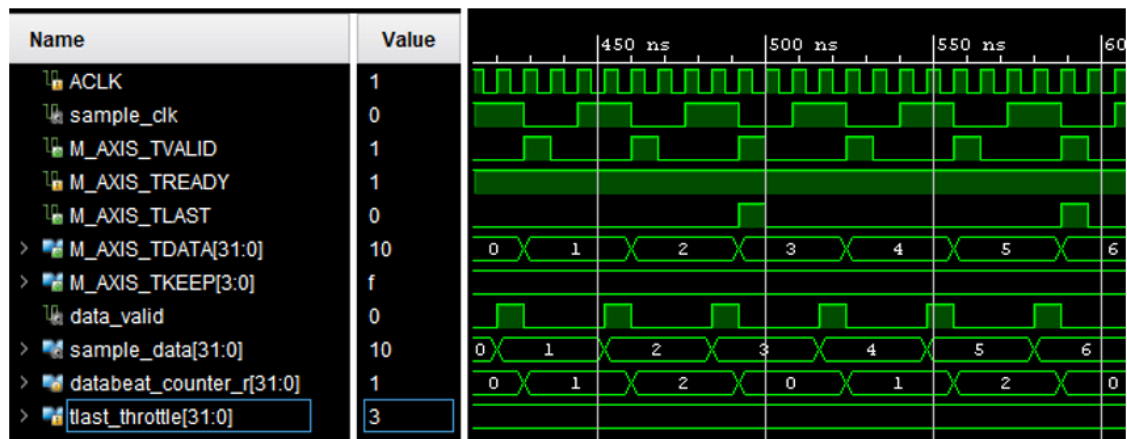 Name Value 450 ns 500 ns 550 ns 60
ACLK 1
sample_clk 0
M_AXIS_TVALID 1
M_AXIS_TREADY 1
M_AXIS_TLAST 0
M_AXIS_TDATA[31:0] 10 0 1 2 3 4 5 6
M_AXIS_TKEEP[3:0] f
data_valid 0
sample_data[31:0] 10 0 1 2 3 4 5 6
databeat_counter_r[31:0] 1 0 1 2 0 1 2 0
tlast_throttle[31:0] 3